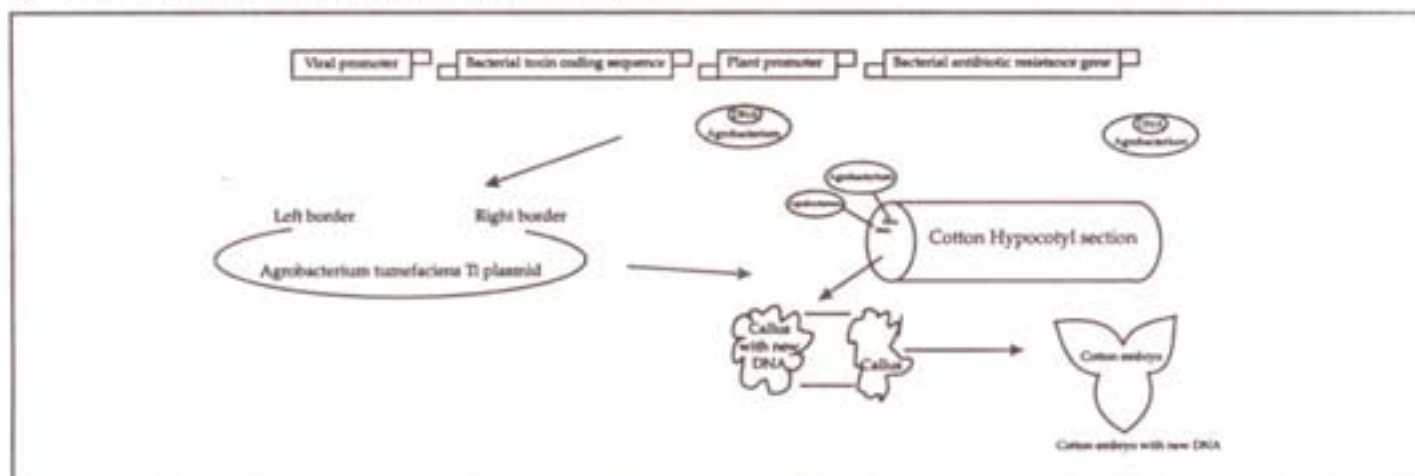 Viral promoter
Bacterial toxin coding sequence
Plant promoter
Bacterial antibiotic resistance gene
DNA
Agrobacterium
DNA
Agrobacterium
Agrobacterium
Left border
Right border
Cotton Hypocotyl section
Agrobacterium tumefaciens Ti plasmid
Callus
with new
DNA
Callus
Cotton embryo
Cotton embryo with new DNA